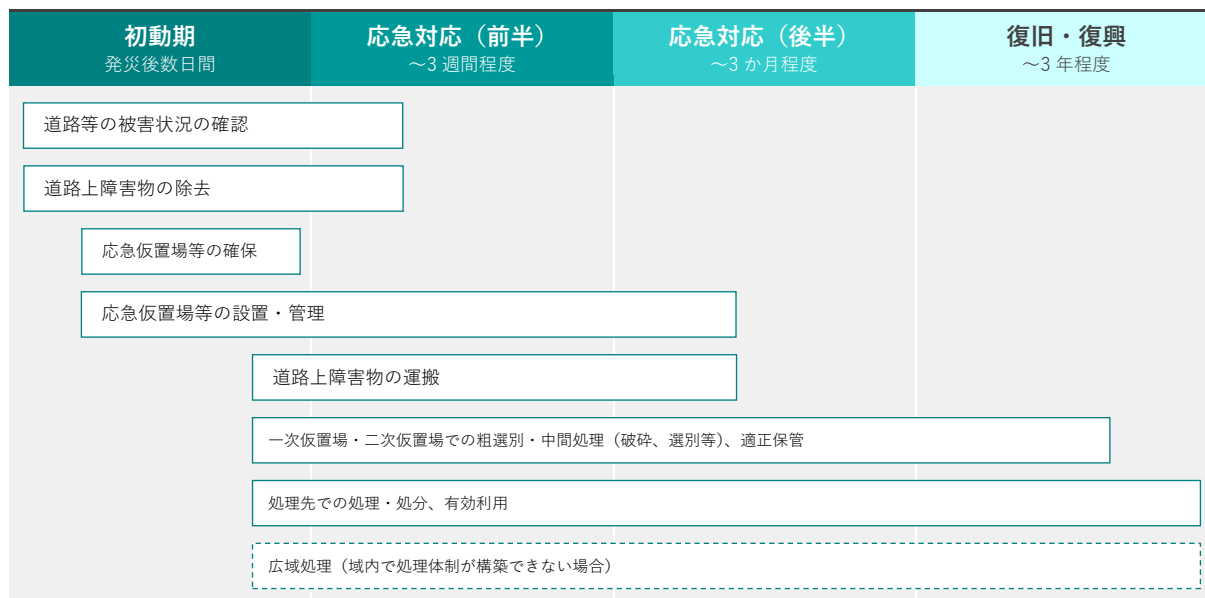 初動期
発災後数日間
応急対応（前半）
～3 週間程度
応急対応（後半）
～3 か月程度
復旧・復興
～3 年程度
道路等の被害状況の確認
道路上障害物の除去
応急仮置場等の確保
応急仮置場等の設置・管理
道路上障害物の運搬
一次仮置場・二次仮置場での粗選別・中間処理（破砕、選別等）、適正保管
処理先での処理・処分、有効利用
広域処理（域内で処理体制が構築できない場合）